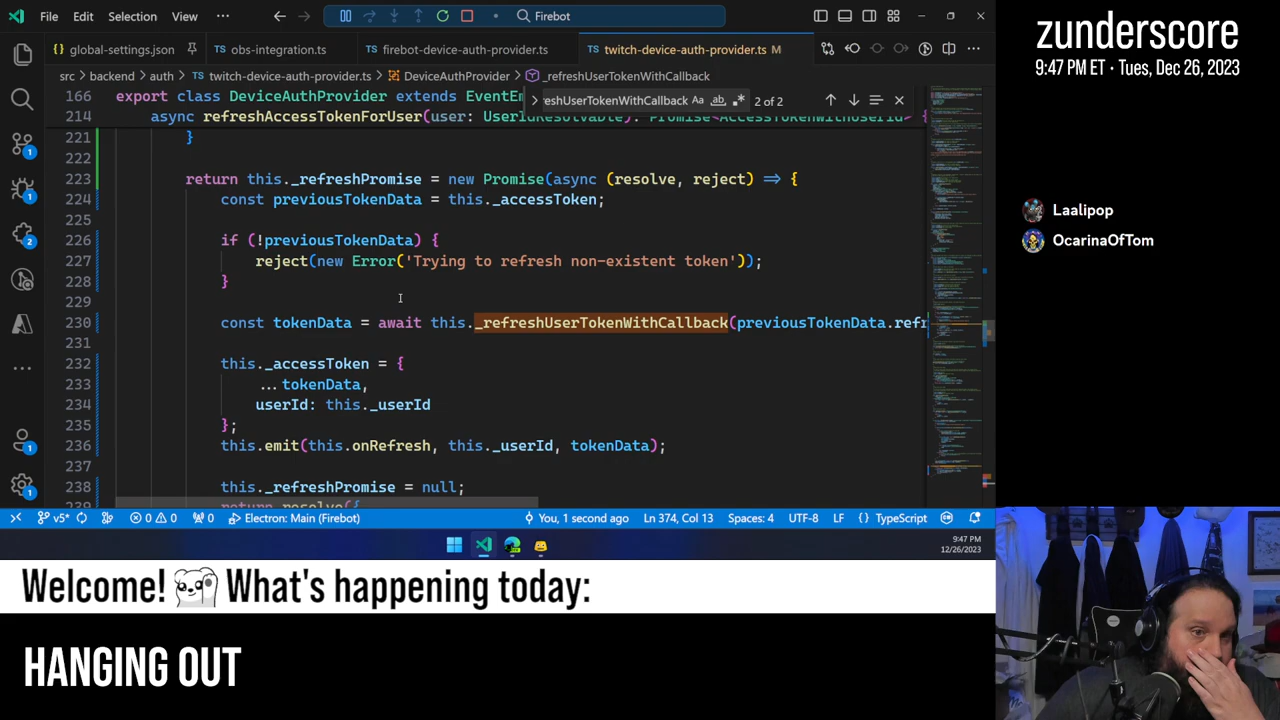 File Edit Selection View ··· Firebot
global-settings.json obs-integration.ts firebot-device-auth-provider.ts twitch-device-auth-provider.ts M
src > backend > auth > twitch-device-auth-provider.ts > DeviceAuthProvider > _refreshUserTokenWithCallback
166 export class DeviceAuthProvider extends EventEm
eshUserTokenWithCallback Aa ab .* 2 of 2
214 async refreshAccessTokenForUser(user: UserIdResolvable): Promise<AccessTokenWithUserId> {
221 }
222
223 return this._refreshPromise = new Promise(async (resolve, reject) => {
224 const previousTokenData = this._accessToken;
225
226 if (!previousTokenData) {
227 reject(new Error('Trying to refresh non-existent token'));
228 }
229
230 const tokenData = await this._refreshUserTokenWithCallback(previousTokenData.refr
231
232 this._accessToken = {
233 ...tokenData,
234 userId: this._userId
235 };
236 this.emit(this.onRefresh, this._userId, tokenData);
237
238 this._refreshPromise = null;
239 return resolve({
v5* 0 0 0 Electron: Main (Firebot) You, 1 second ago Ln 374, Col 13 Spaces: 4 UTF-8 LF {} TypeScript
9:47 PM
12/26/2023
Welcome! What's happening today:
HANGING OUT
zunderscore
9:47 PM ET · Tues, Dec 26, 2023
Laalipop
OcarinaOfTom